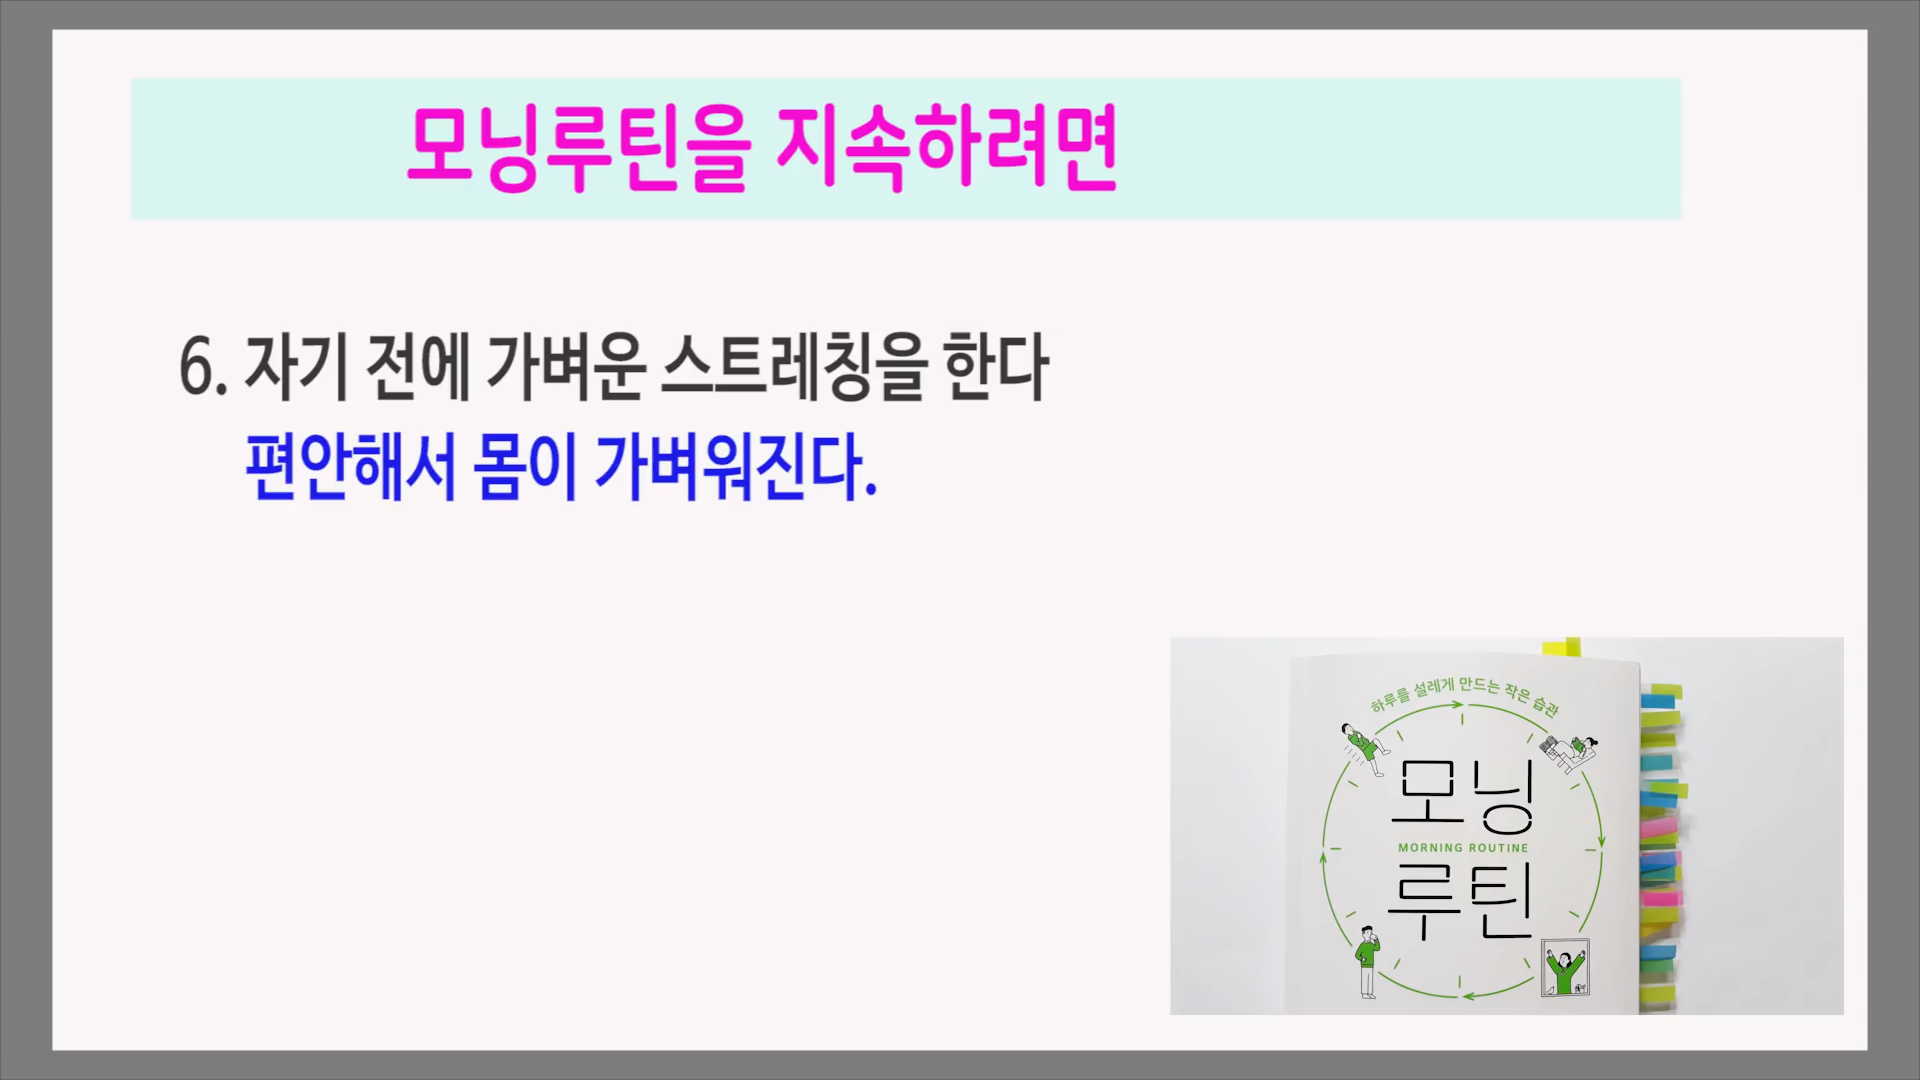 모닝루틴을 지속하려면
6. 자기 전에 가벼운 스트레칭을 한다
편안해서 몸이 가벼워진다.
하루를 설레게 만드는 작은 습관
모닝
MORNING ROUTINE
루틴